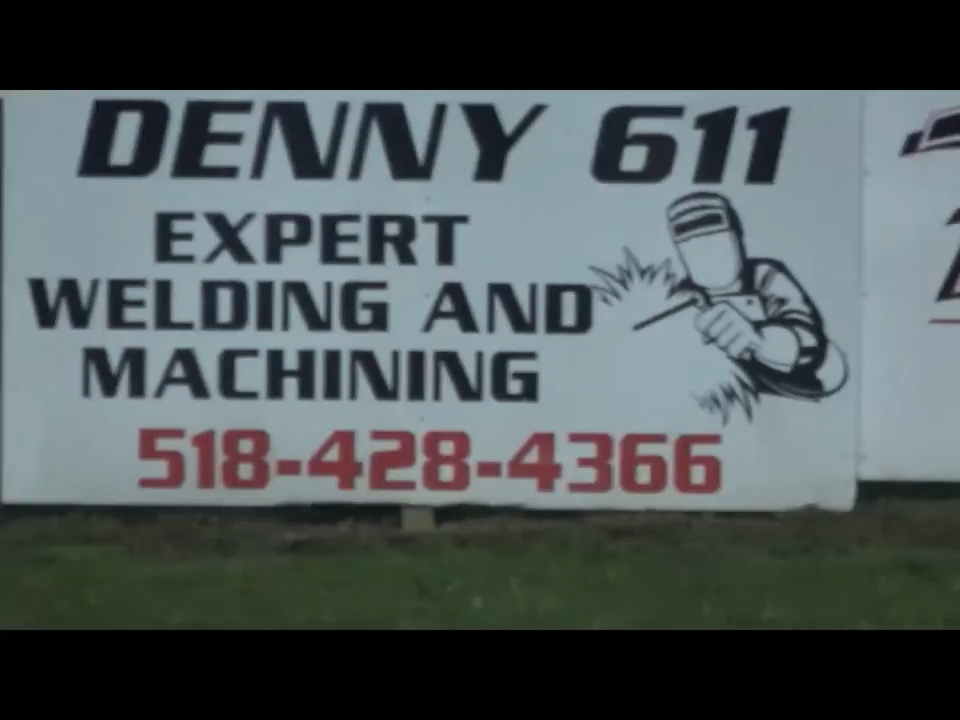 DENNY 611
EXPERT
WELDING AND
MACHINING
518-428-4366